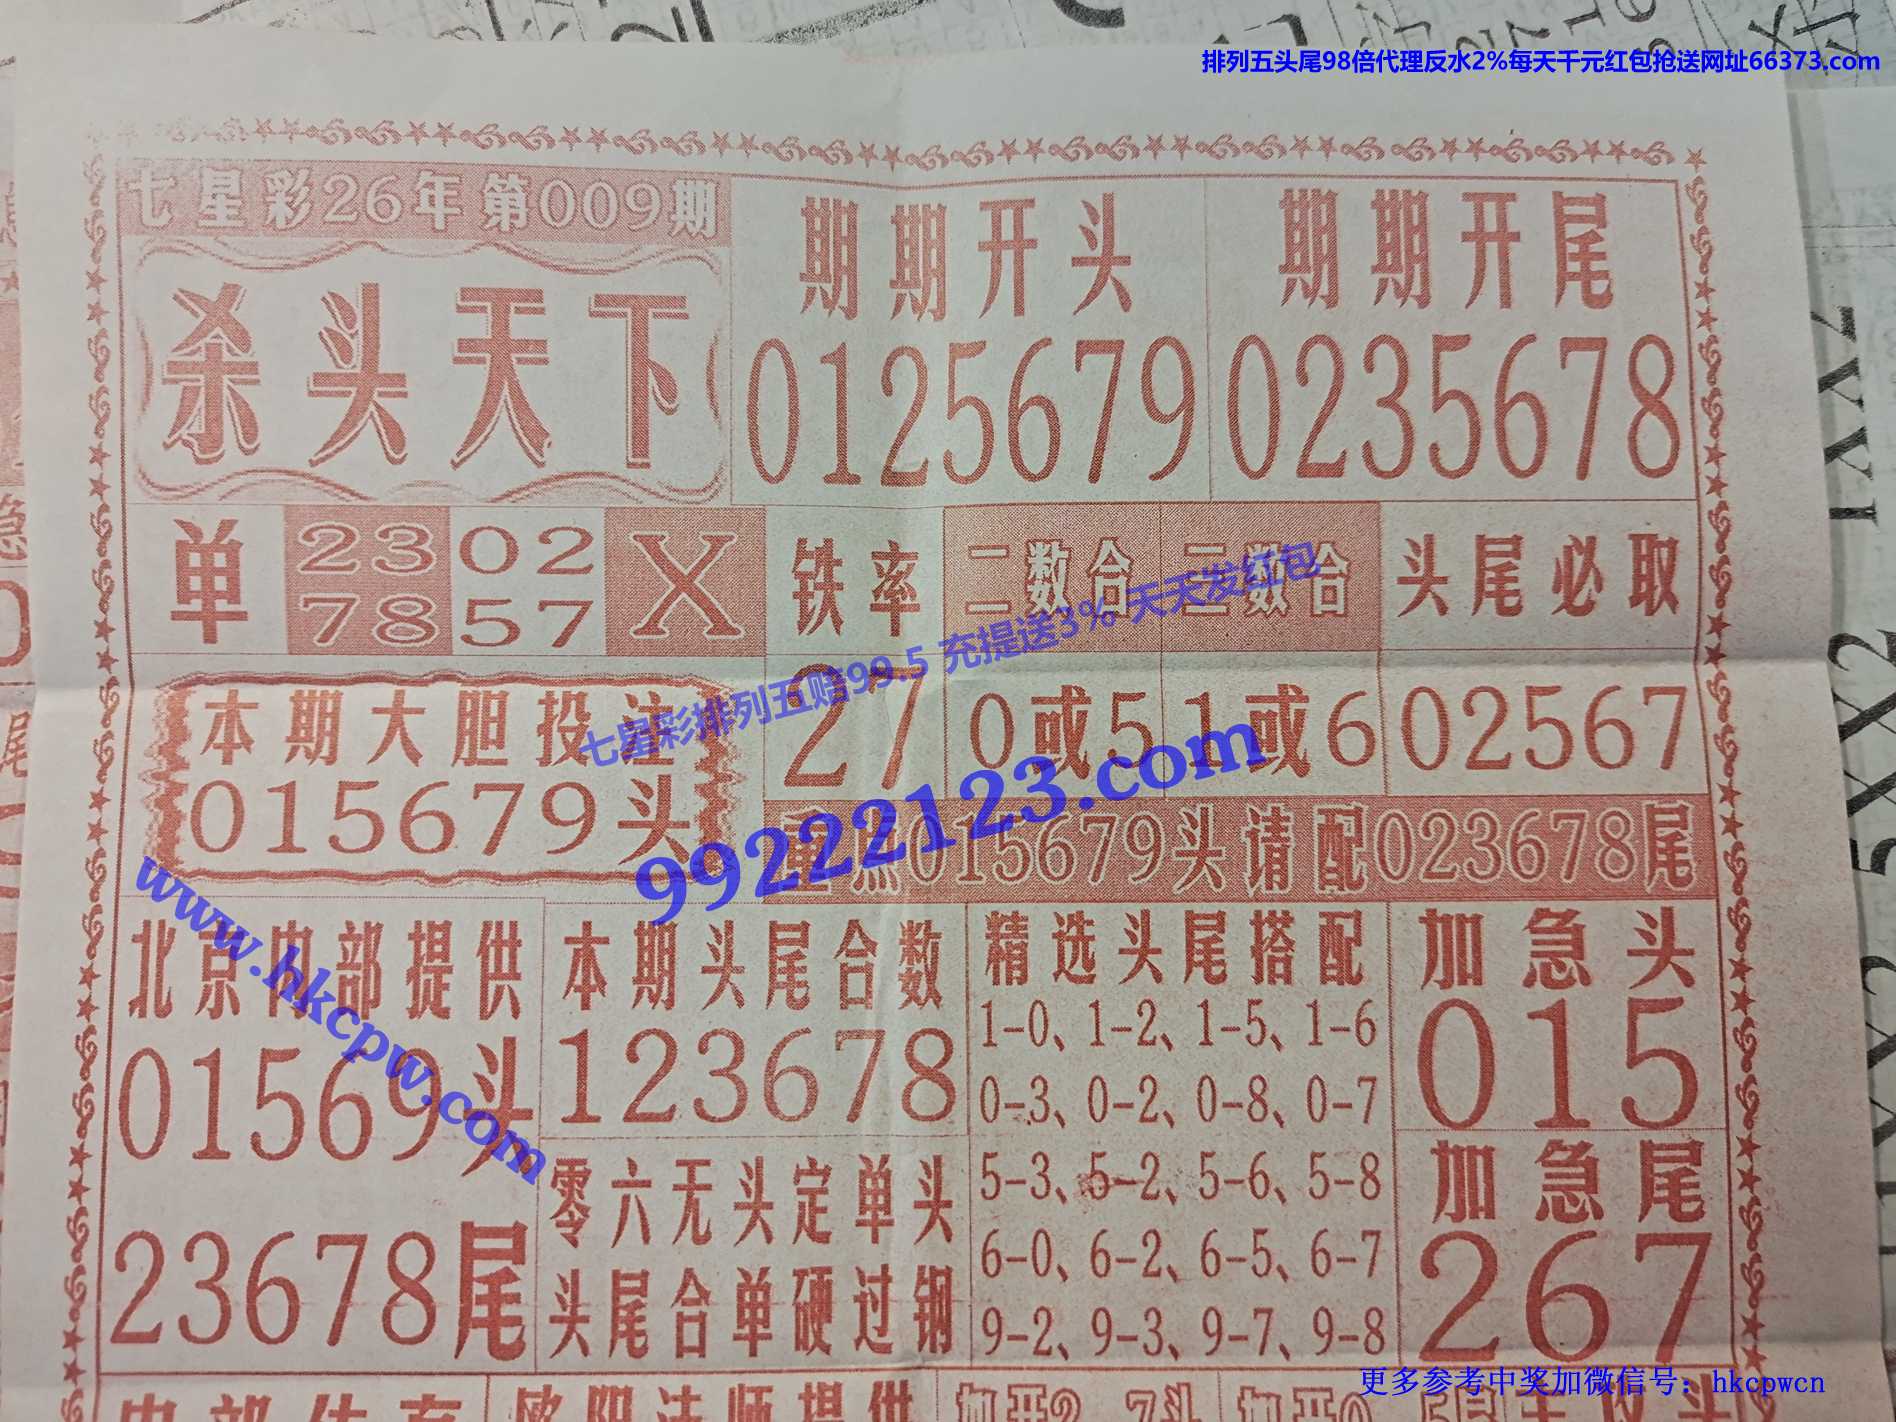 排列五头尾98倍代理反水2%每天千元红包抢送网址66373.com
七星彩26年第009期
杀头天下
期期开头
0125679
期期开尾
0235678
单
2302
7857
X
铁率
27
二数合
0或5
三数合
1或6
头尾必取
02567
七星彩排列五赔99.5 充提送3% 天天发红包
99222123.com
本期大胆投注
015679头
重点015679头请配023678尾
www.hkcpw.com
北京内部提供
01569头
23678尾
本期头尾合数
123678
零六无头定单头
头尾合单硬过钢
精选头尾搭配
1-0、1-2、1-5、1-6
0-3、0-2、0-8、0-7
5-3、5-2、5-6、5-8
6-0、6-2、6-5、6-7
9-2、9-3、9-7、9-8
加急头
015
加急尾
267
更多参考中奖加微信号：hkcpwcn